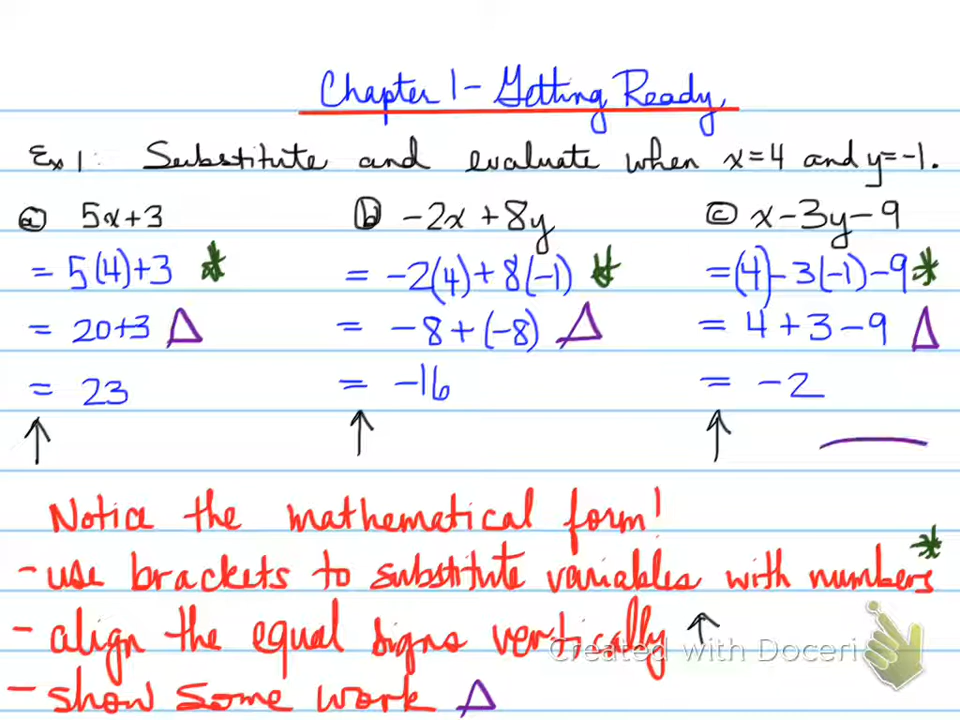 Chapter 1 - Getting Ready
Ex 1: Substitute and evaluate when x=4 and y=-1.
ⓐ 5x+3 ⓑ -2x+8y ⓒ x-3y-9
= 5(4)+3 * = -2(4)+8(-1) * =(4)-3(-1)-9 *
= 20+3 Δ = -8+(-8) Δ = 4+3-9 Δ
= 23 = -16 = -2
↑ ↑ ↑
Notice the mathematical form!
- use brackets to substitute variables with numbers *
- align the equal signs vertically ↑
Created with Doceri
- show some work Δ